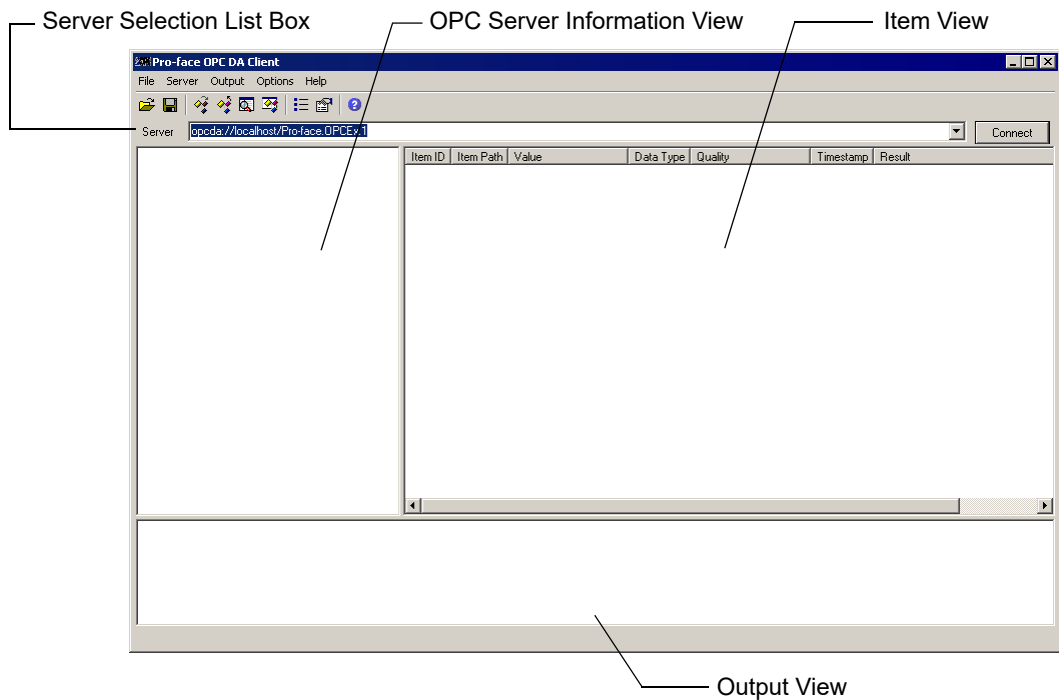 Server Selection List Box
OPC Server Information View
Item View
Pro-face OPC DA Client
File Server Output Options Help
Server opcda://localhost/Pro-face.OPCEx.1 Connect
Item ID Item Path Value Data Type Quality Timestamp Result
Output View